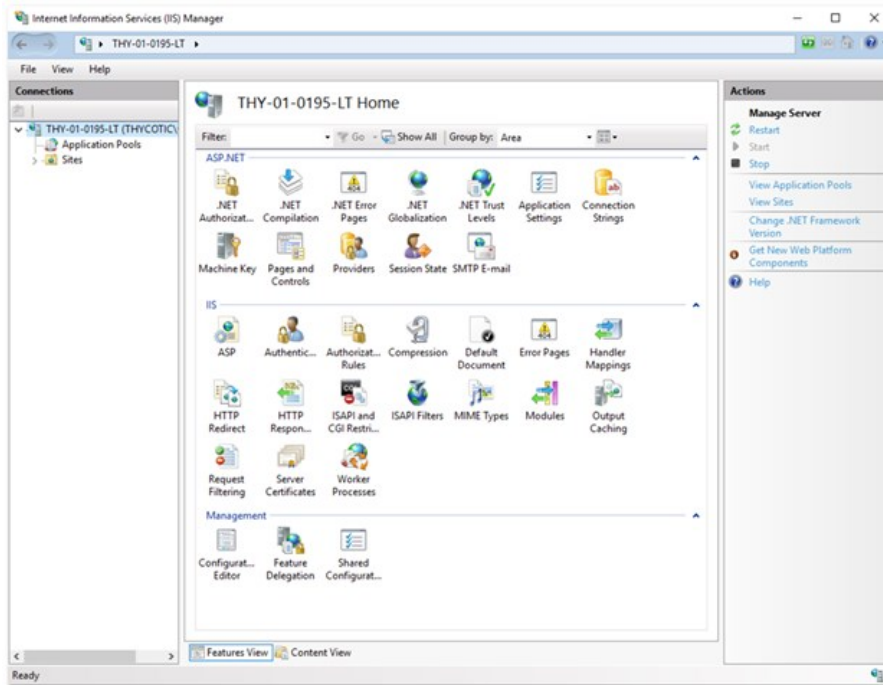 Internet Information Services (IIS) Manager
THY-01-0195-LT
File View Help
Connections
THY-01-0195-LT (THYCOTIC\
Application Pools
Sites
THY-01-0195-LT Home
Filter: Go Show All Group by: Area
ASP.NET
.NET Authorizat...
.NET Compilation
.NET Error Pages
.NET Globalization
.NET Trust Levels
Application Settings
Connection Strings
Machine Key
Pages and Controls
Providers
Session State
SMTP E-mail
IIS
ASP
Authentic...
Authorizat... Rules
Compression
Default Document
Error Pages
Handler Mappings
HTTP Redirect
HTTP Respon...
ISAPI and CGI Restri...
ISAPI Filters
MIME Types
Modules
Output Caching
Request Filtering
Server Certificates
Worker Processes
Management
Configurat... Editor
Feature Delegation
Shared Configurat...
Features View Content View
Actions
Manage Server
Restart
Start
Stop
View Application Pools
View Sites
Change .NET Framework
Version
Get New Web Platform
Components
Help
Ready